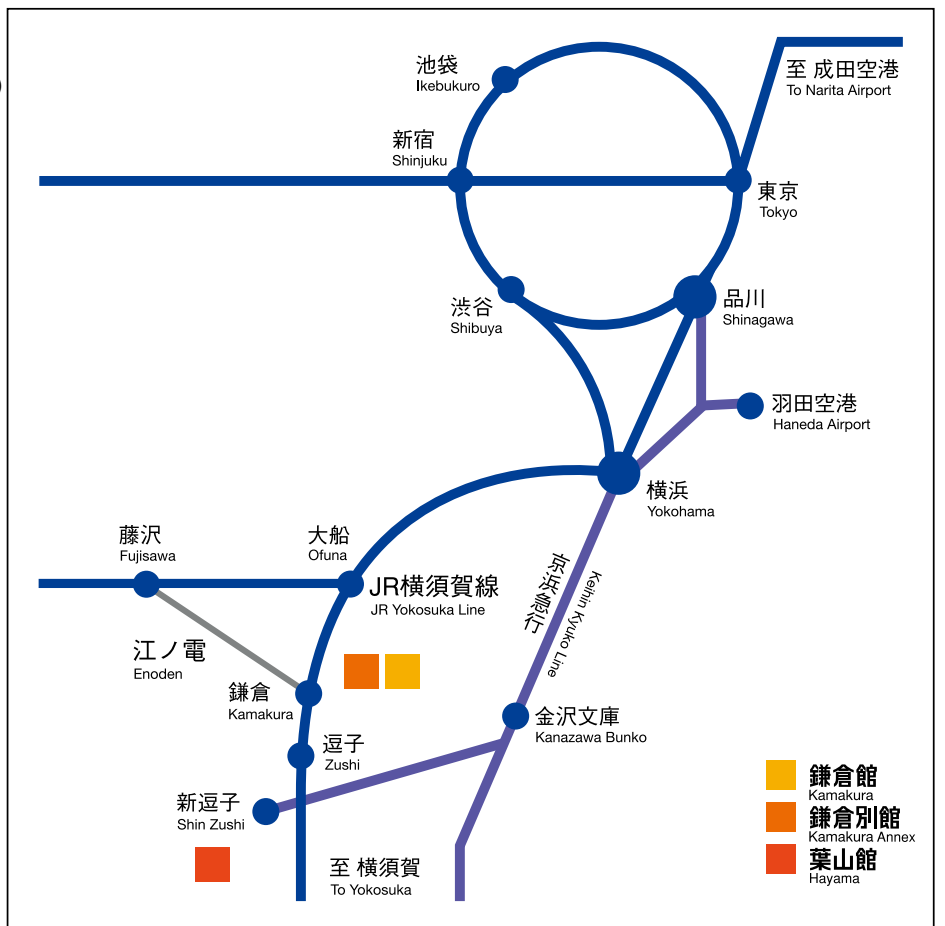 池袋
Ikebukuro
至 成田空港
To Narita Airport
新宿
Shinjuku
東京
Tokyo
渋谷
Shibuya
品川
Shinagawa
羽田空港
Haneda Airport
横浜
Yokohama
藤沢
Fujisawa
大船
Ofuna
JR横須賀線
JR Yokosuka Line
京浜急行
Keihin Kyuko Line
江ノ電
Enoden
鎌倉
Kamakura
金沢文庫
Kanazawa Bunko
逗子
Zushi
新逗子
Shin Zushi
至 横須賀
To Yokosuka
鎌倉館
Kamakura
鎌倉別館
Kamakura Annex
葉山館
Hayama